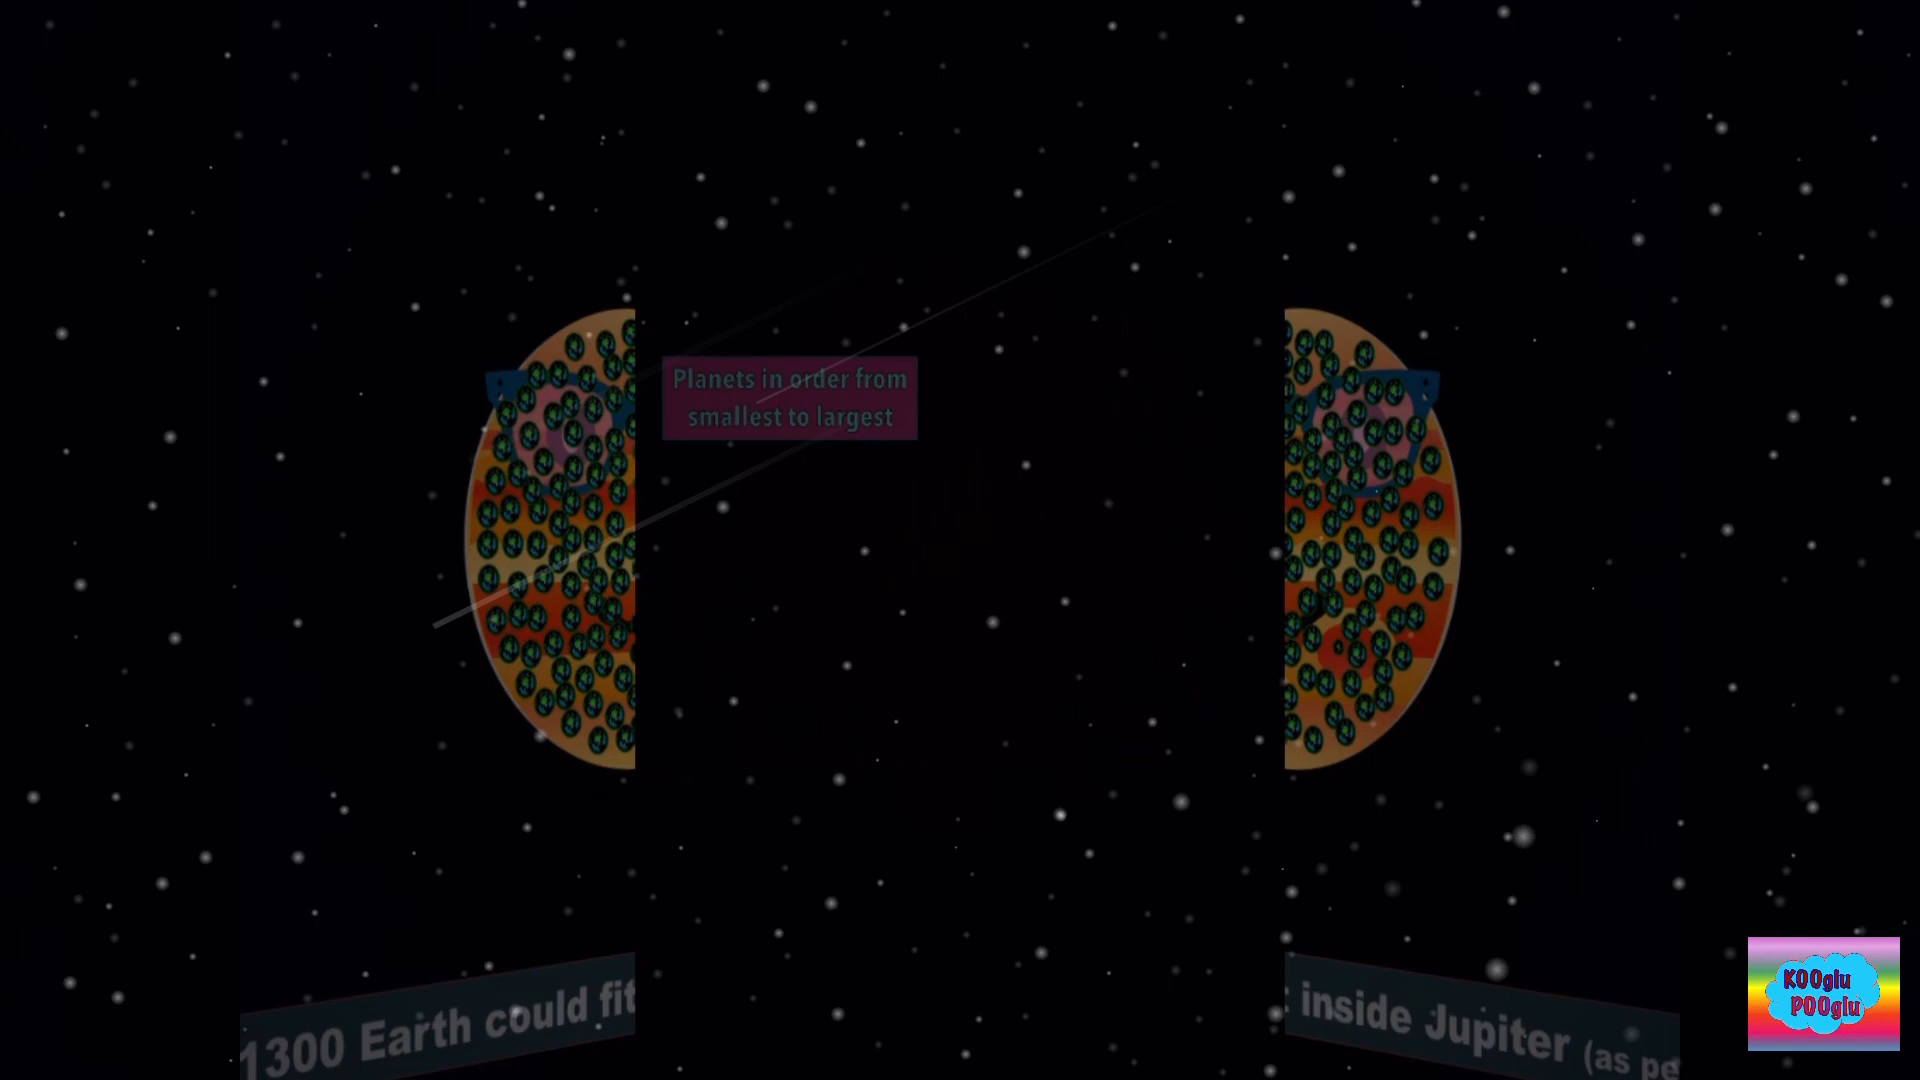 Planets in order from
smallest to largest
1300 Earth could fit inside Jupiter (as pe
KOOglu
POOglu